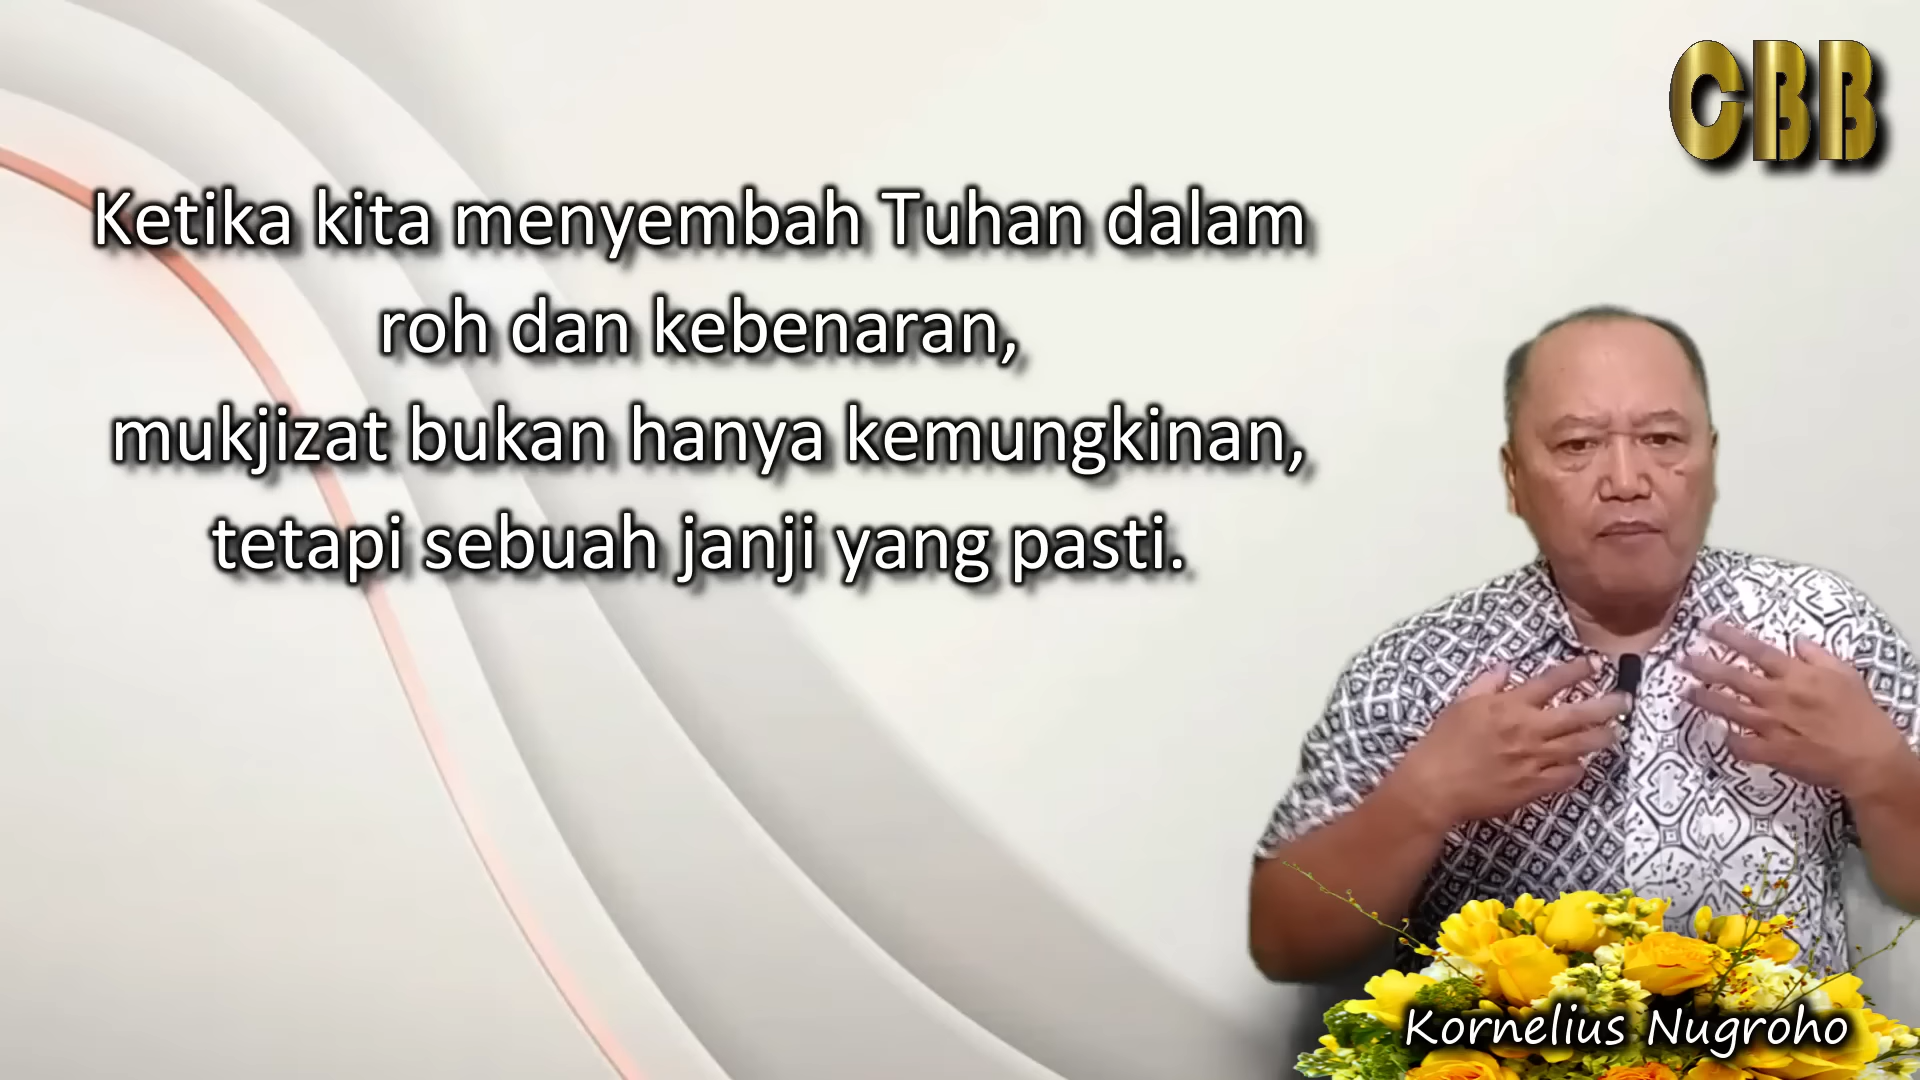 CBB
Ketika kita menyembah Tuhan dalam
roh dan kebenaran,
mukjizat bukan hanya kemungkinan,
tetapi sebuah janji yang pasti.
Kornelius Nugroho